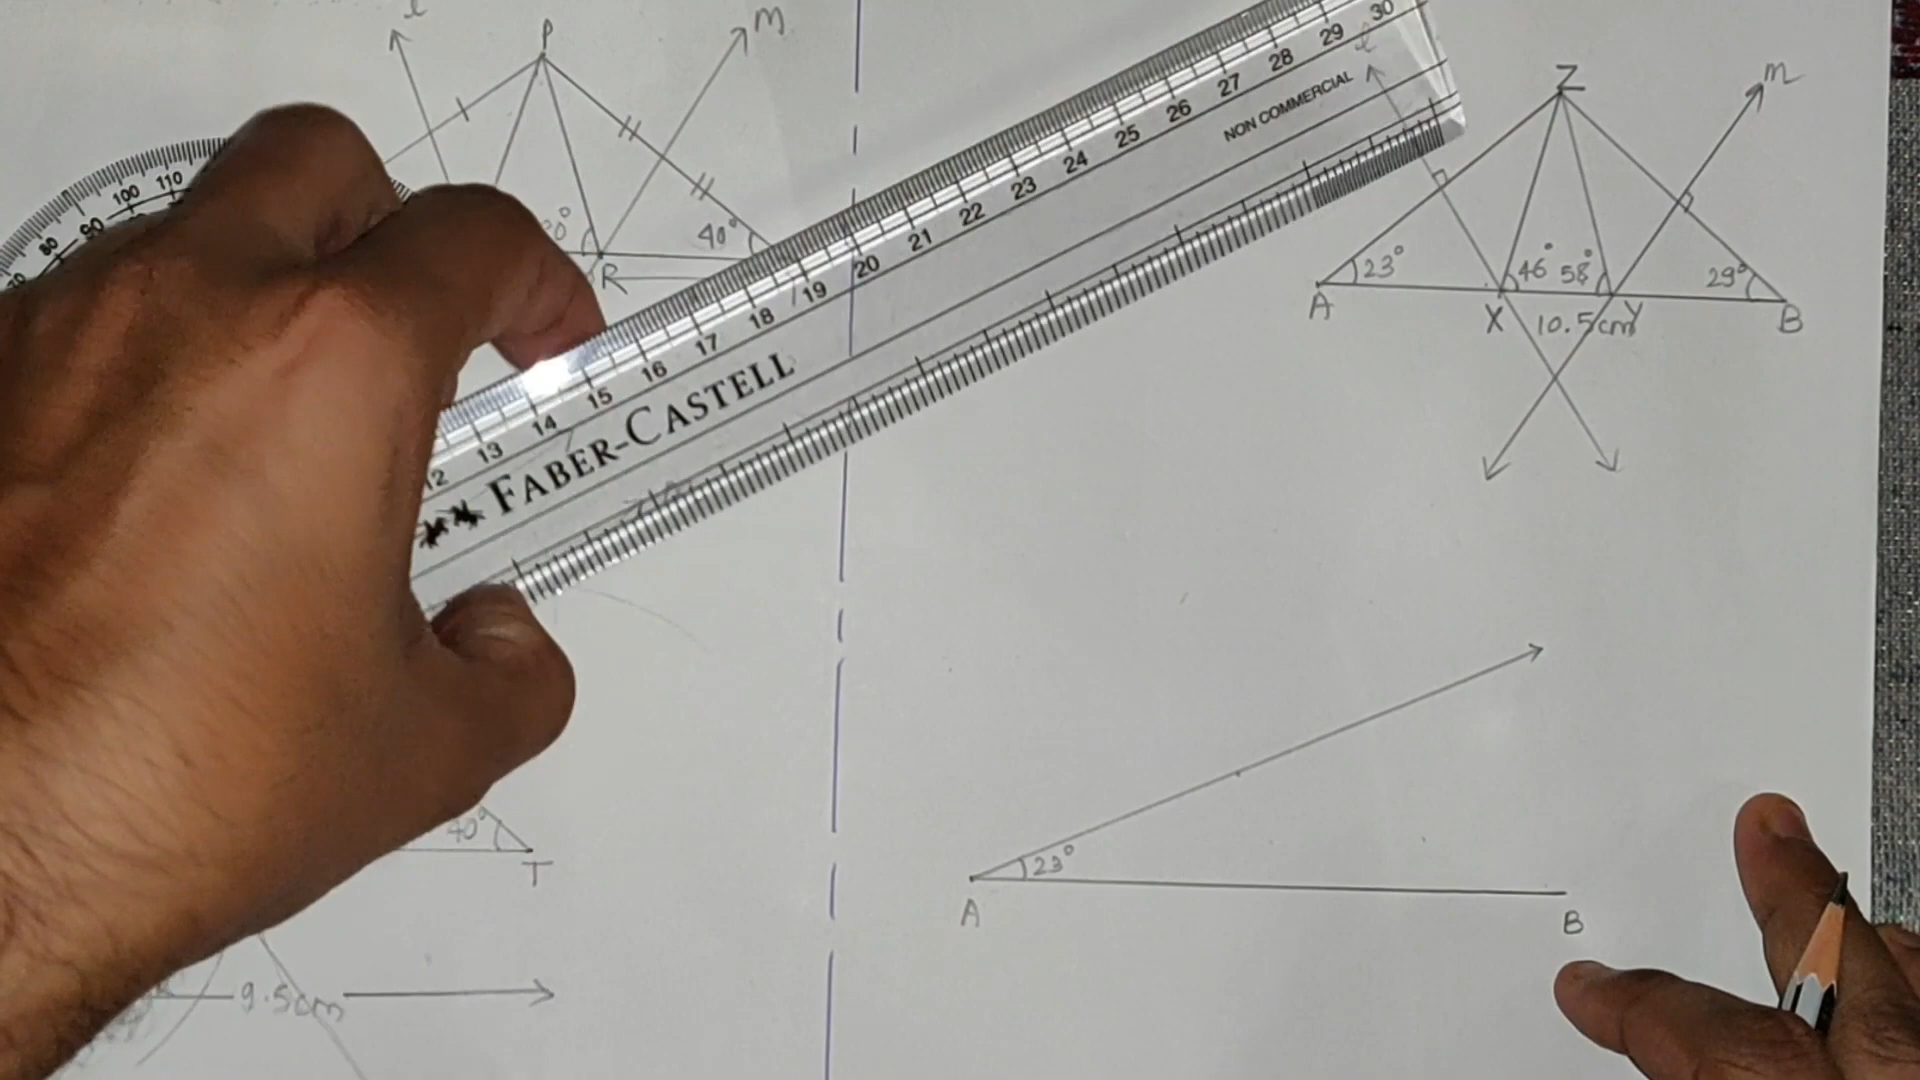 l
P
m
40°
R
l
Z
m
23°
46°
58°
29°
A
X
10.5cm
Y
B
80
90
100
110
12 13 14 15 16 17 18 19 20 21 22 23 24 25 26 27 28 29 30
NON COMMERCIAL
FABER-CASTELL
40°
T
9.5cm
23°
A
B